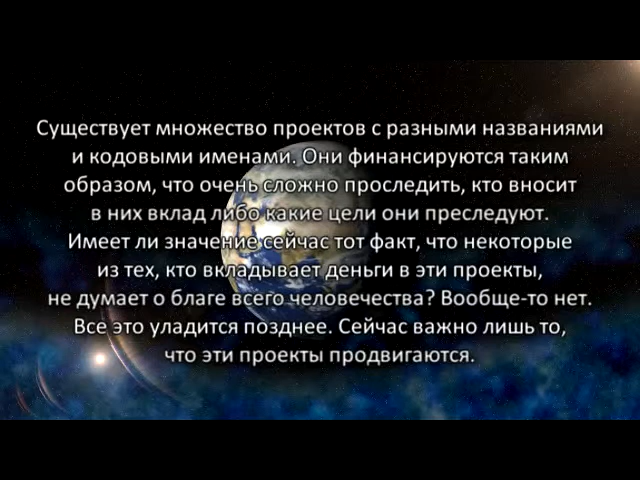 Существует множество проектов с разными названиями
и кодовыми именами. Они финансируются таким
образом, что очень сложно проследить, кто вносит
в них вклад либо какие цели они преследуют.
Имеет ли значение сейчас тот факт, что некоторые
из тех, кто вкладывает деньги в эти проекты,
не думает о благе всего человечества? Вообще-то нет.
Все это уладится позднее. Сейчас важно лишь то,
что эти проекты продвигаются.